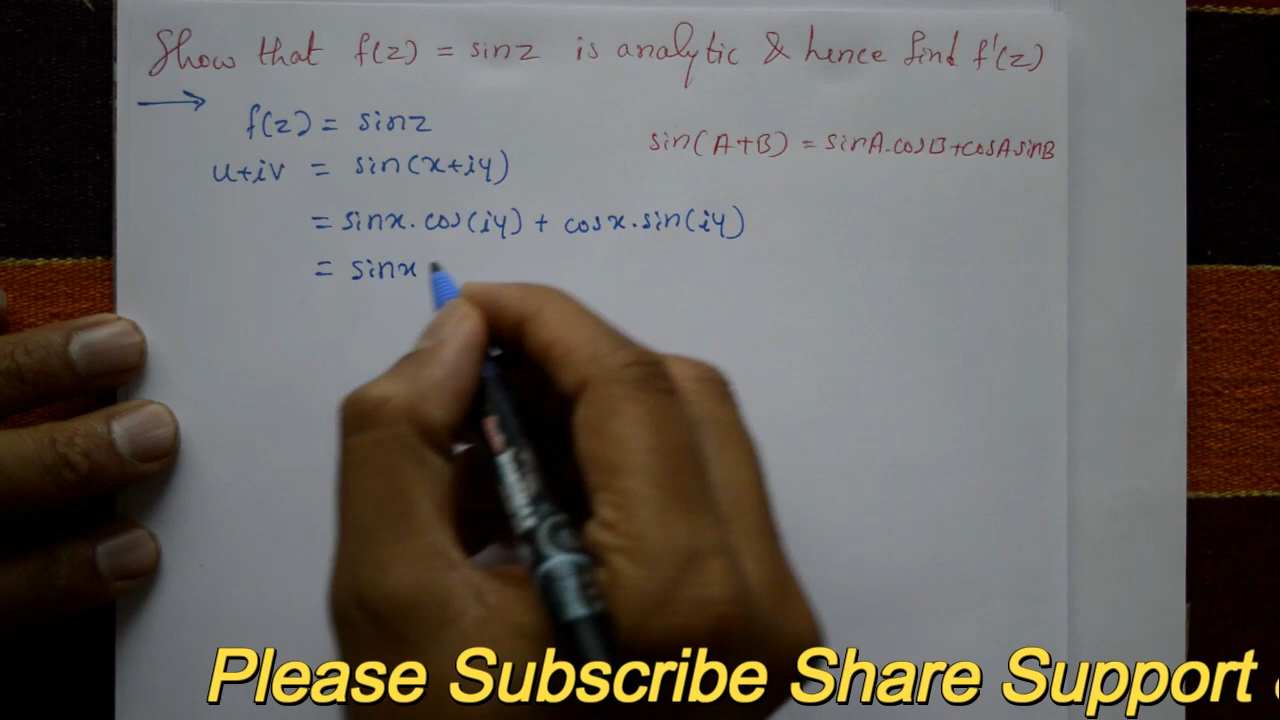 Show that f(z) = sinz is analytic & hence find f'(z)
f(z) = sinz
sin(A+B) = sinA.cosB+cosA.sinB
u+iv = sin(x+iy)
= sinx.cos(iy) + cosx.sin(iy)
= sinx
Please Subscribe Share Support